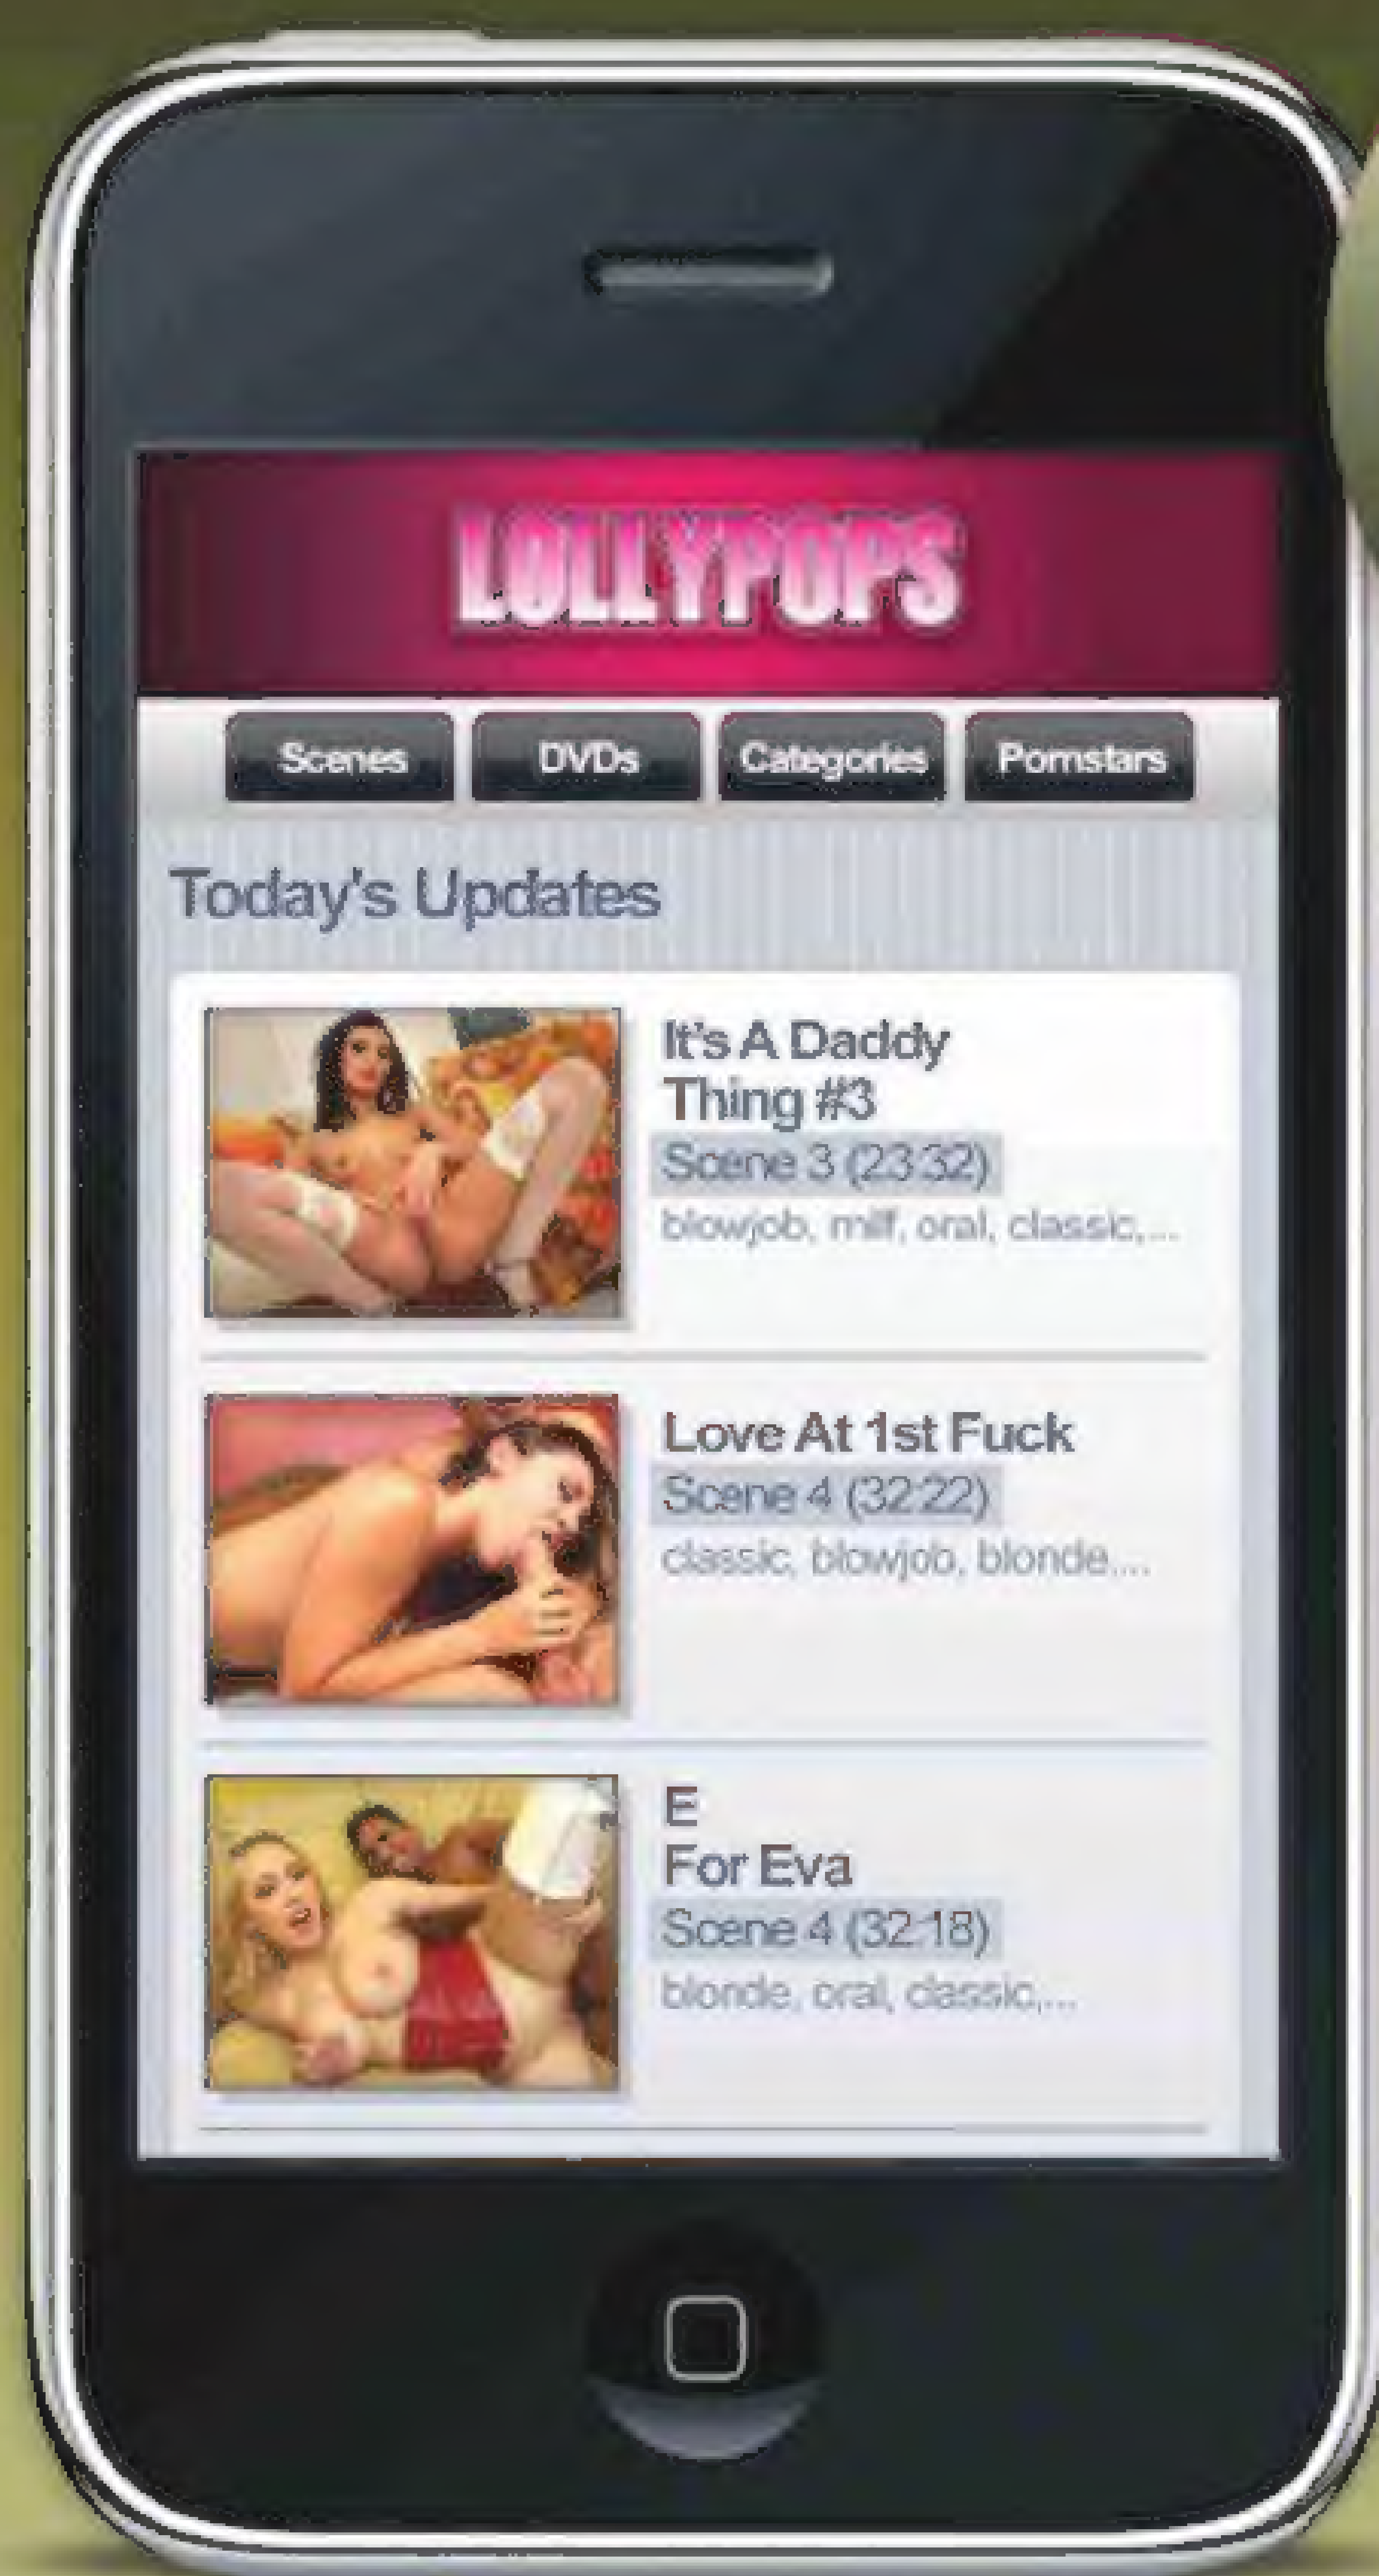 LOLLYPOPS
Scenes DVDs Categories Pornstars
Today's Updates
It's A Daddy
Thing #3
Scene 3 (23:32)
blowjob, milf, oral, classic,...
Love At 1st Fuck
Scene 4 (32:22)
classic, blowjob, blonde,...
E
For Eva
Scene 4 (32:18)
blonde, oral, classic,...